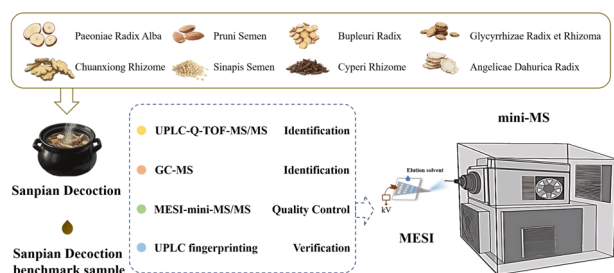 Paeoniae Radix Alba
Pruni Semen
Bupleuri Radix
Glycyrrhizae Radix et Rhizoma
Chuanxiong Rhizome
Sinapis Semen
Cyperi Rhizome
Angelicae Dahurica Radix
Sanpian Decoction
Sanpian Decoction
benchmark sample
UPLC-Q-TOF-MS/MS Identification
GC-MS Identification
MESI-mini-MS/MS Quality Control
UPLC fingerprinting Verification
Elution solvent
kV
MESI
mini-MS